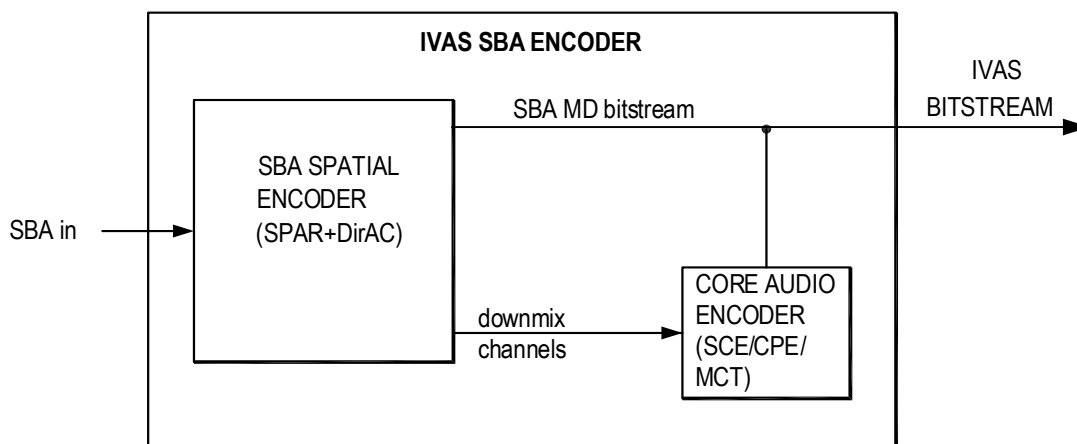 IVAS SBA ENCODER
IVAS
BITSTREAM
SBA MD bitstream
SBA SPATIAL
ENCODER
(SPAR+DirAC)
SBA in
downmix
channels
CORE AUDIO
ENCODER
(SCE/CPE/
MCT)